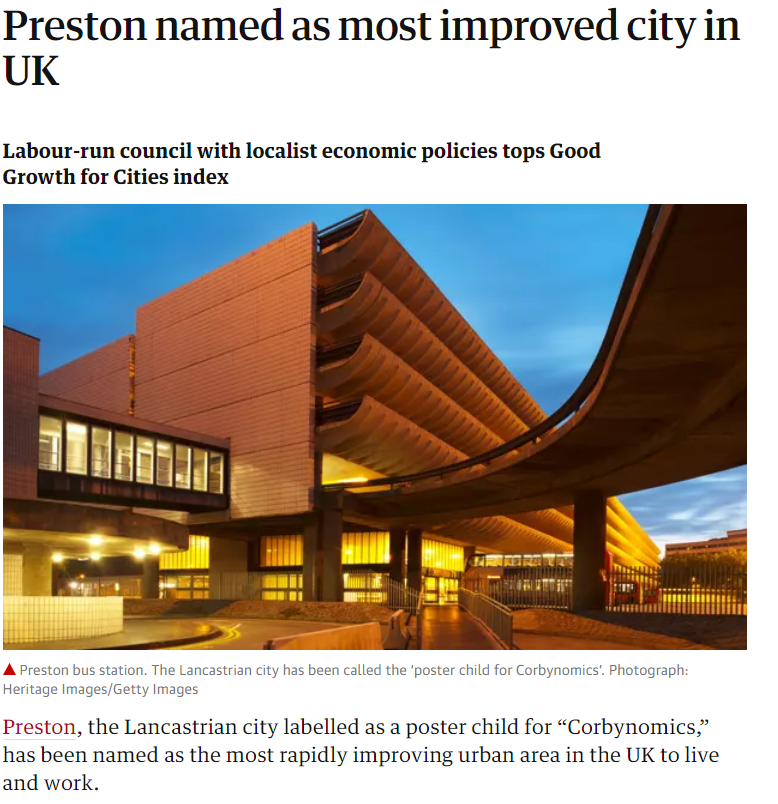 Preston named as most improved city in
UK
Labour-run council with localist economic policies tops Good
Growth for Cities index
Preston bus station. The Lancastrian city has been called the ‘poster child for Corbynomics’. Photograph:
Heritage Images/Getty Images
Preston, the Lancastrian city labelled as a poster child for “Corbynomics,”
has been named as the most rapidly improving urban area in the UK to live
and work.